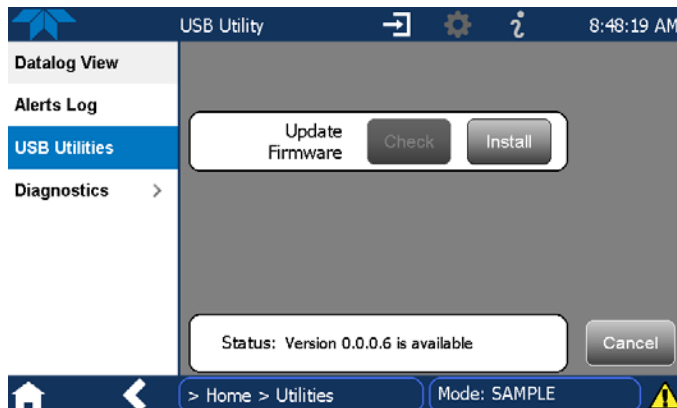 USB Utility
8:48:19 AM
Datalog View
Alerts Log
USB Utilities
Diagnostics >
Update
Firmware
Check
Install
Status: Version 0.0.0.6 is available
Cancel
> Home > Utilities
Mode: SAMPLE